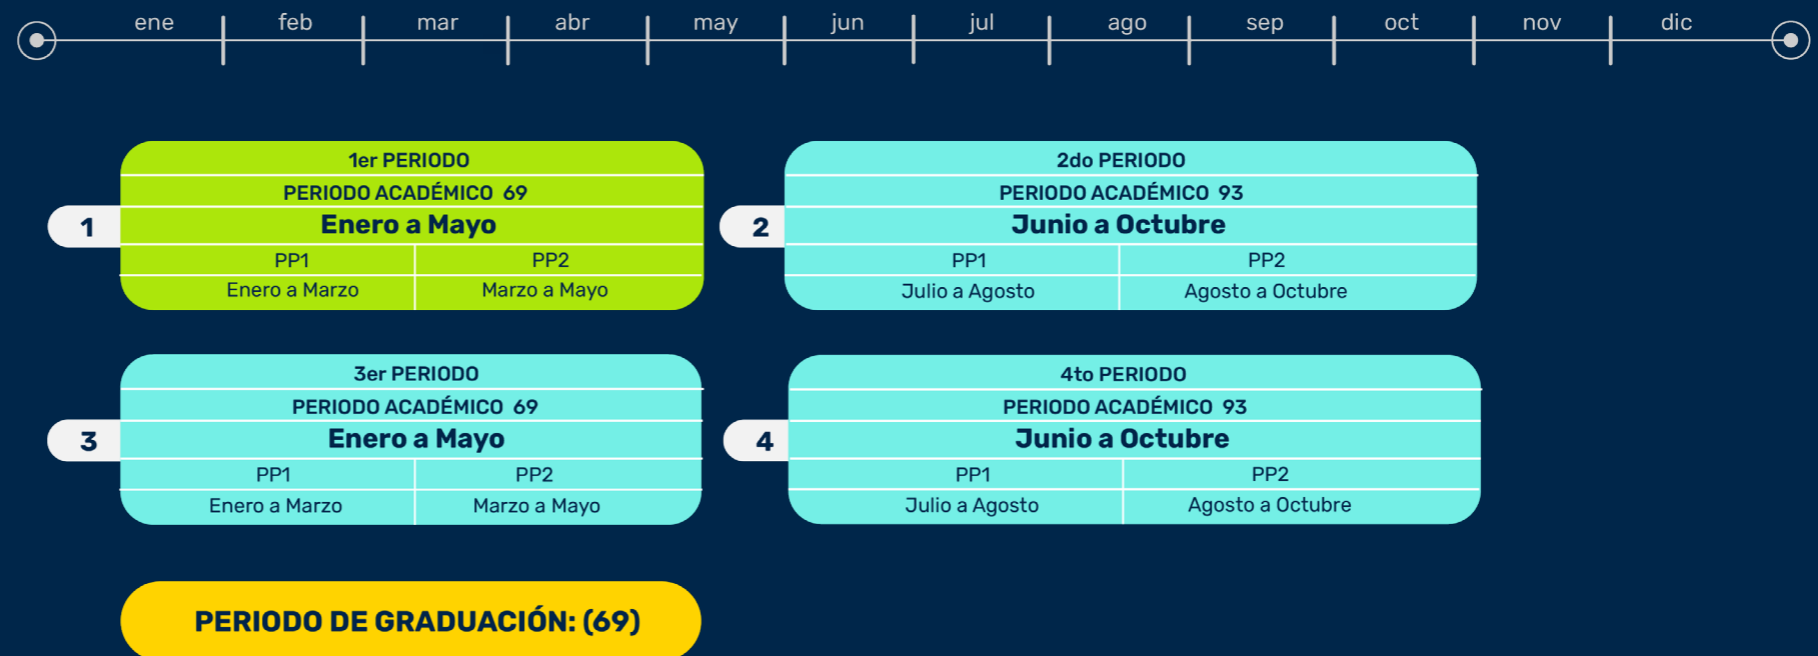 ene feb mar abr may jun jul ago sep oct nov dic
1er PERIODO
PERIODO ACADÉMICO 69
1
Enero a Mayo
PP1 PP2
Enero a Marzo Marzo a Mayo
2do PERIODO
PERIODO ACADÉMICO 93
2
Junio a Octubre
PP1 PP2
Julio a Agosto Agosto a Octubre
3er PERIODO
PERIODO ACADÉMICO 69
3
Enero a Mayo
PP1 PP2
Enero a Marzo Marzo a Mayo
4to PERIODO
PERIODO ACADÉMICO 93
4
Junio a Octubre
PP1 PP2
Julio a Agosto Agosto a Octubre
PERIODO DE GRADUACIÓN: (69)